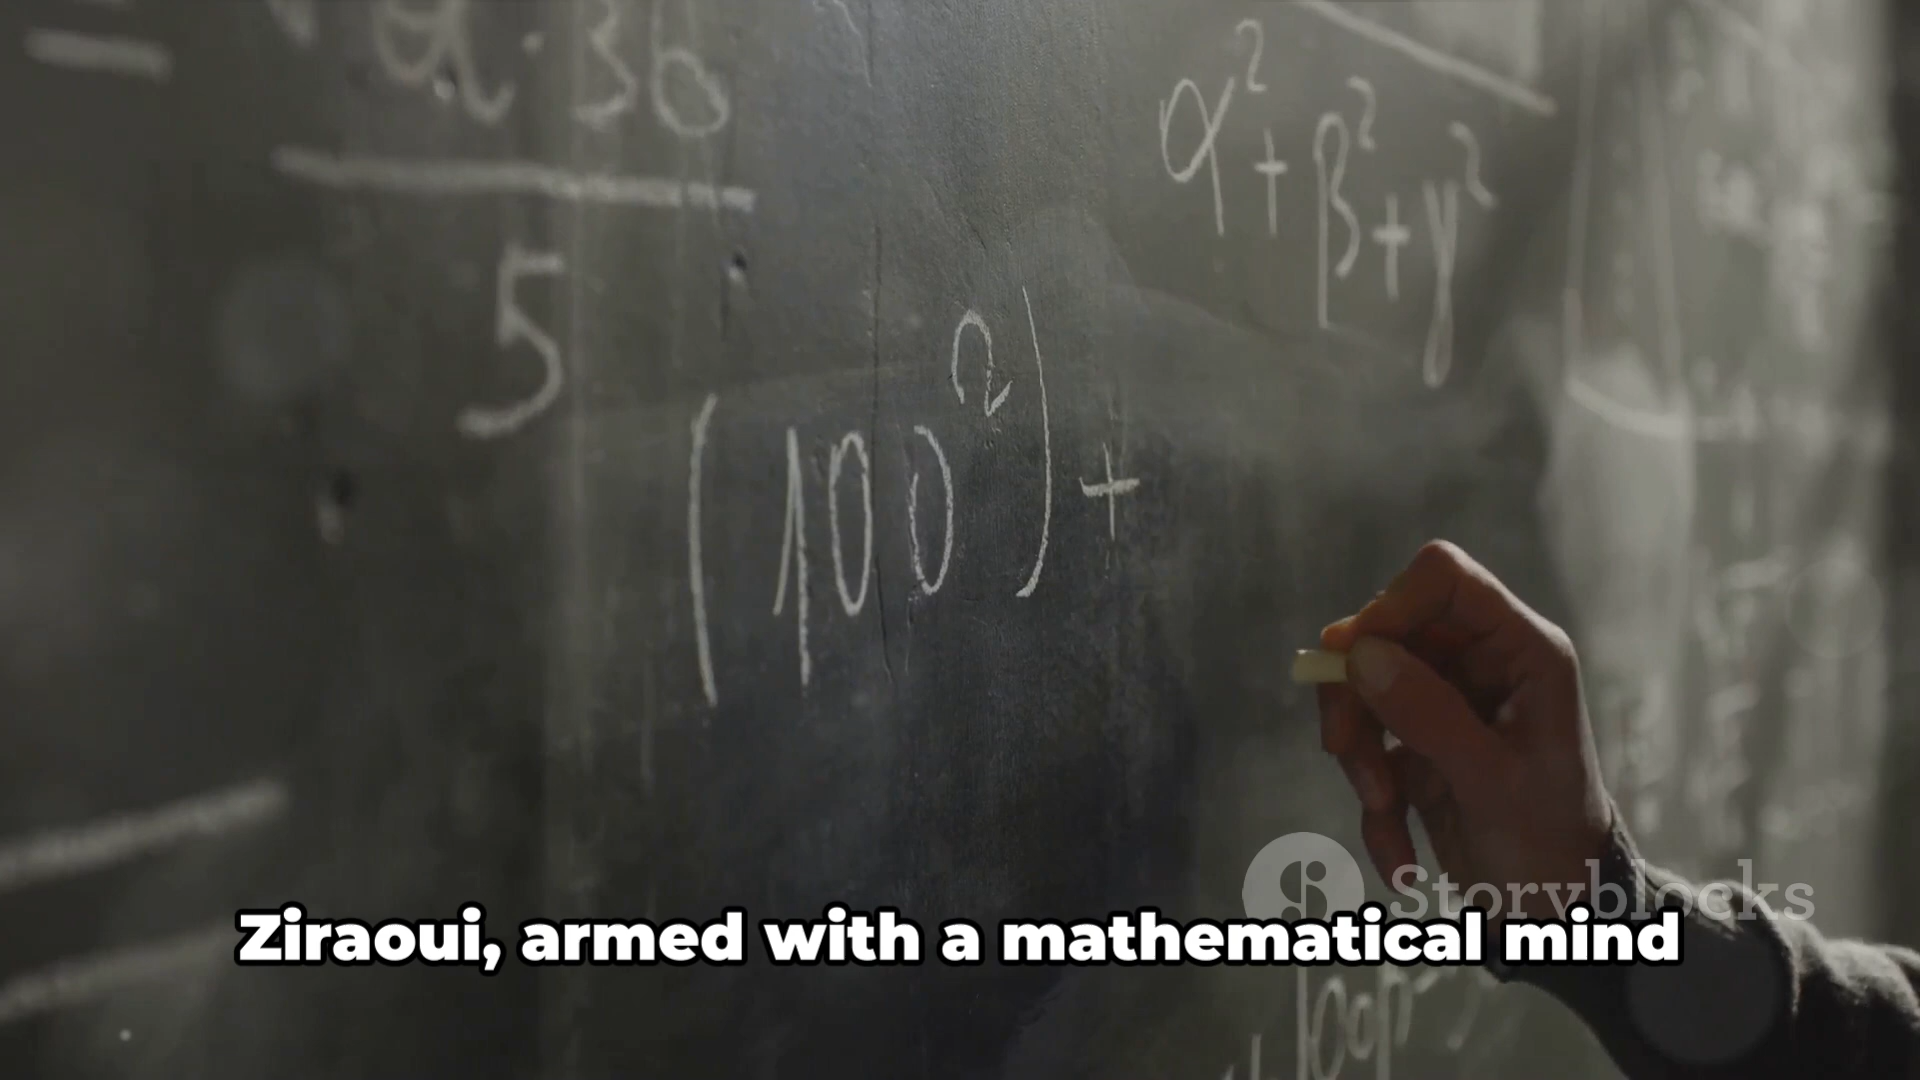 =
α · 36
5
α² + β² + γ²
(100²) +
Storyblocks
Ziraoui, armed with a mathematical mind